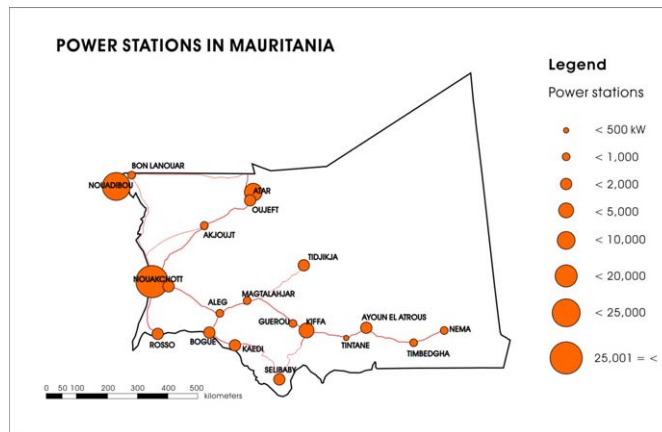 POWER STATIONS IN MAURITANIA
Legend
Power stations
< 500 kW
< 1,000
< 2,000
< 5,000
< 10,000
< 20,000
< 25,000
25,001 = <
BON LANOUAR
NOUADIBOU
ATAR
OUJEFT
AKJOUJT
TIDJIKJA
NOUAKCHOTT
MAGTALAHJAR
ALEG
GUEROU
KIFFA
AYOUN EL ATROUS
NEMA
ROSSO
BOGUE
KAEDI
TINTANE
TIMBEDGHA
SELIBABY
0 50 100 200 300 400 500
kilometers